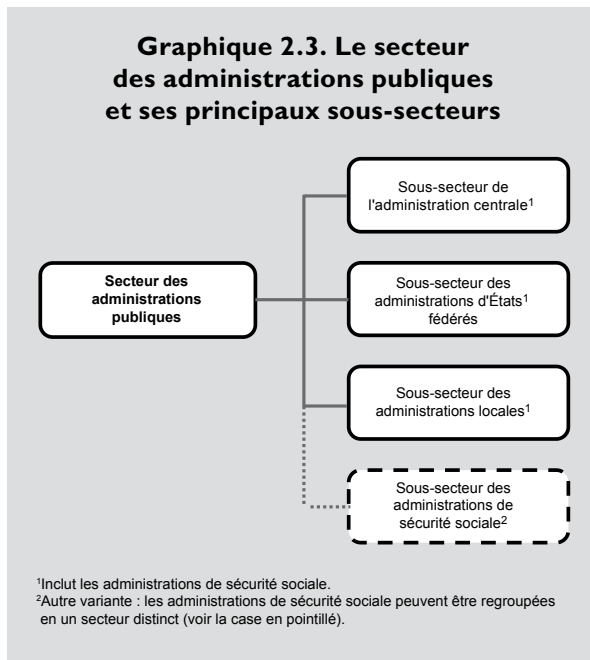 Graphique 2.3. Le secteur
des administrations publiques
et ses principaux sous-secteurs
Sous-secteur de
l'administration centrale¹
Secteur des
administrations
publiques
Sous-secteur des
administrations d'États¹
fédérés
Sous-secteur des
administrations locales¹
Sous-secteur des
administrations de
sécurité sociale²
¹Inclut les administrations de sécurité sociale.
²Autre variante : les administrations de sécurité sociale peuvent être regroupées
en un secteur distinct (voir la case en pointillé).